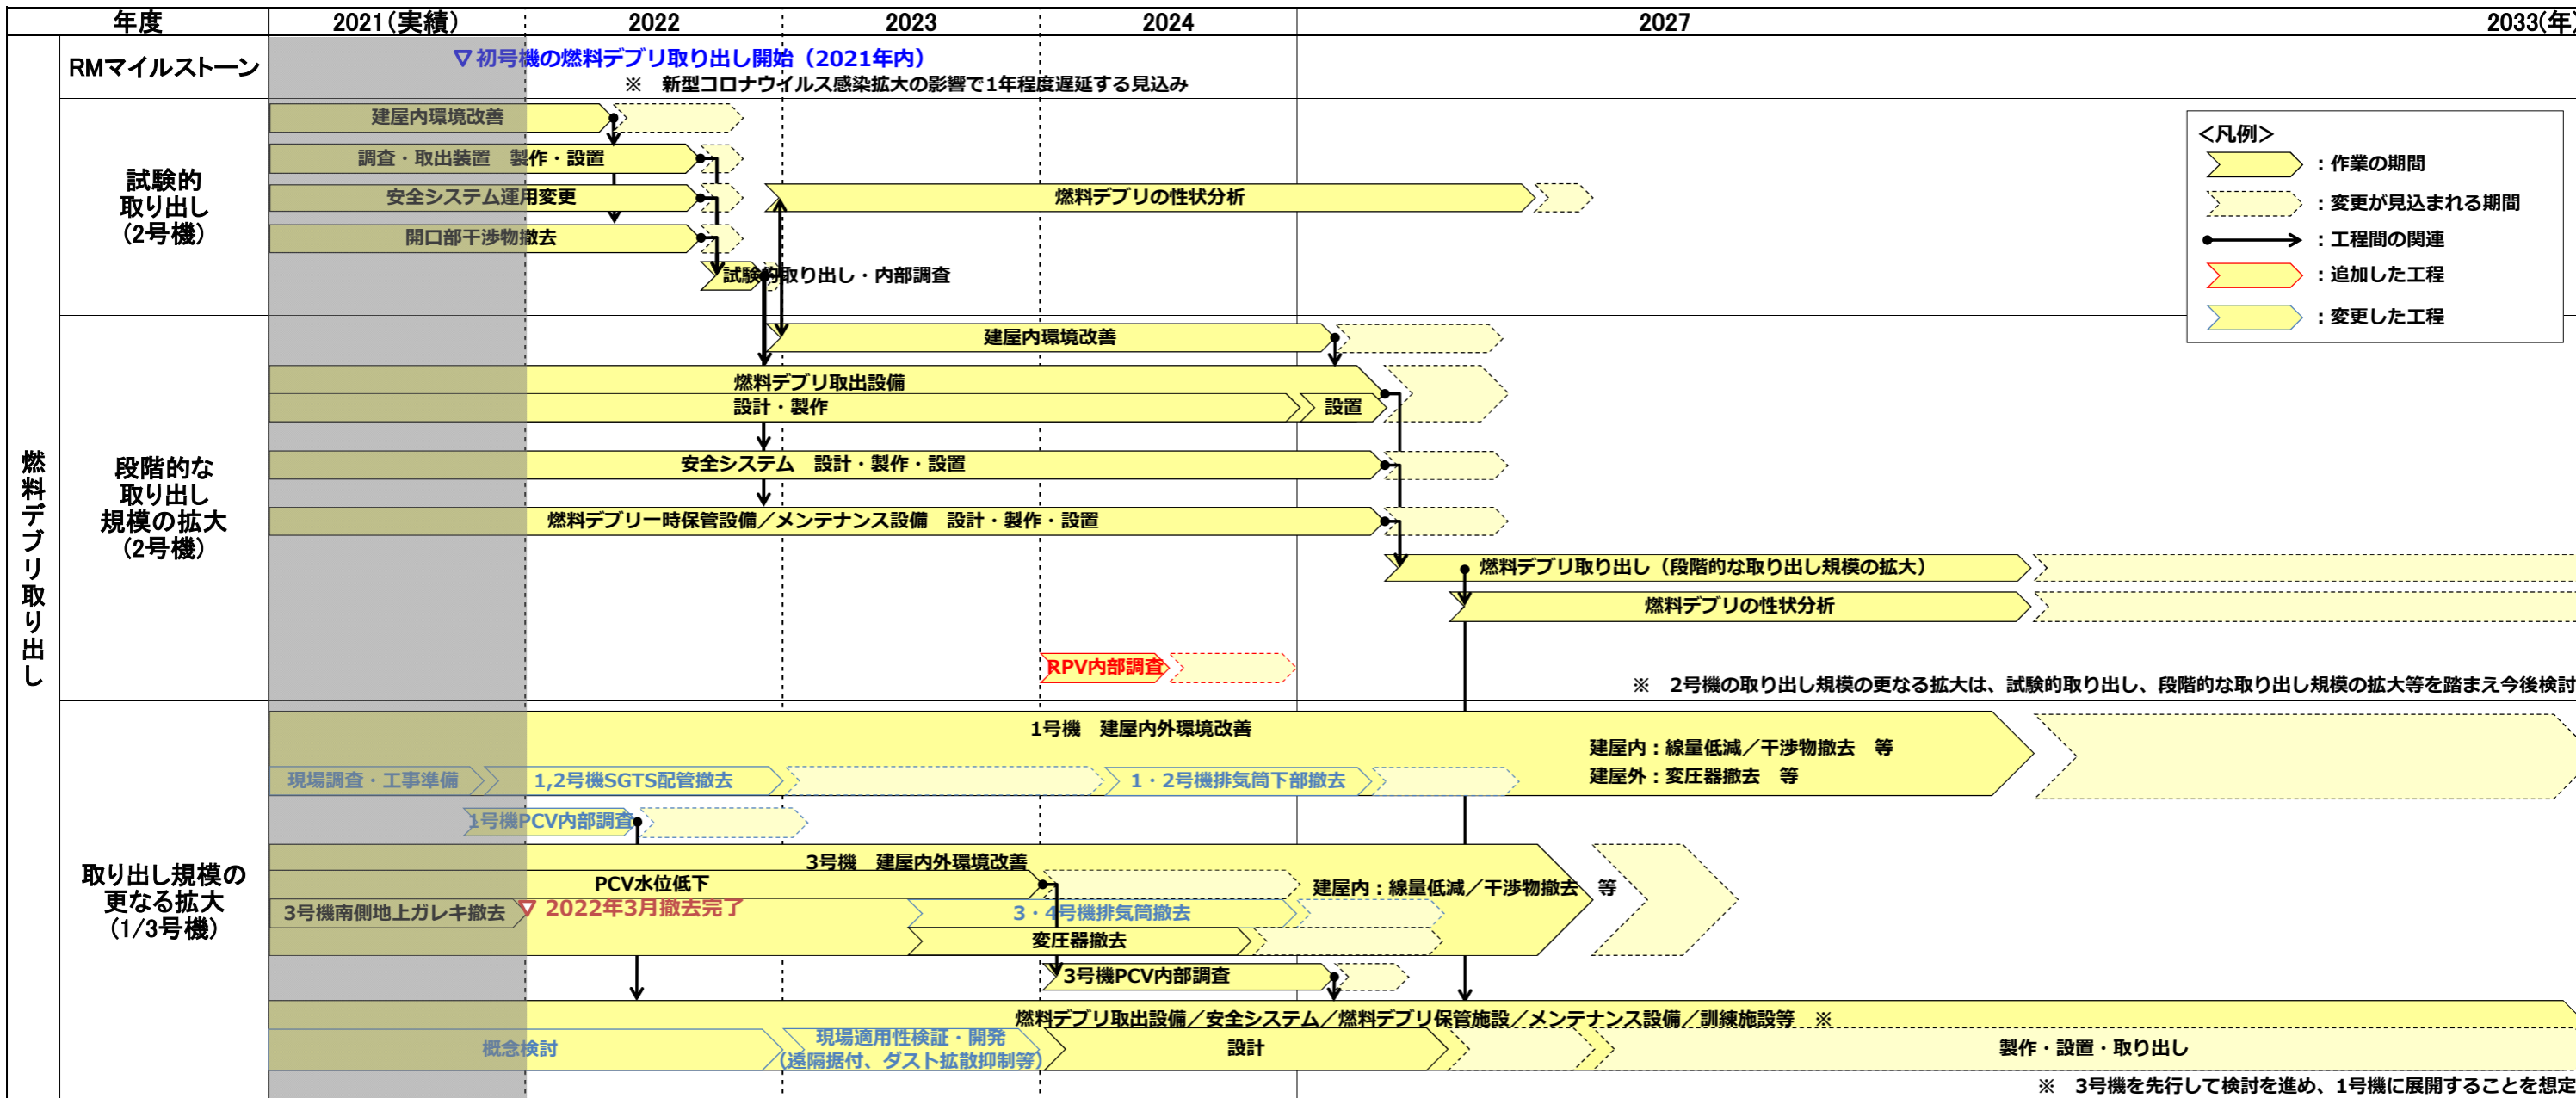 年度
2021(実績)
2022
2023
2024
2027
2033(年)
燃料デブリ取り出し
RMマイルストーン
▽初号機の燃料デブリ取り出し開始（2021年内）
※　新型コロナウイルス感染拡大の影響で1年程度遅延する見込み
＜凡例＞
：作業の期間
：変更が見込まれる期間
：工程間の関連
：追加した工程
：変更した工程
試験的
取り出し
(2号機)
建屋内環境改善
調査・取出装置　製作・設置
安全システム運用変更
燃料デブリの性状分析
開口部干渉物撤去
試験的取り出し・内部調査
段階的な
取り出し
規模の拡大
(2号機)
建屋内環境改善
燃料デブリ取出設備
設計・製作
設置
安全システム　設計・製作・設置
燃料デブリ一時保管設備／メンテナンス設備　設計・製作・設置
燃料デブリ取り出し（段階的な取り出し規模の拡大）
燃料デブリの性状分析
RPV内部調査
※　2号機の取り出し規模の更なる拡大は、試験的取り出し、段階的な取り出し規模の拡大等を踏まえ今後検討
取り出し規模の
更なる拡大
(1/3号機)
1号機　建屋内外環境改善
建屋内：線量低減／干渉物撤去　等
建屋外：変圧器撤去　等
現場調査・工事準備
1,2号機SGTS配管撤去
1・2号機排気筒下部撤去
1号機PCV内部調査
3号機　建屋内外環境改善
PCV水位低下
建屋内：線量低減／干渉物撤去　等
3号機南側地上ガレキ撤去
▽ 2022年3月撤去完了
3・4号機排気筒撤去
変圧器撤去
3号機PCV内部調査
燃料デブリ取出設備／安全システム／燃料デブリ保管施設／メンテナンス設備／訓練施設等　※
概念検討
現場適用性検証・開発
（遠隔据付、ダスト拡散抑制等）
設計
製作・設置・取り出し
※　3号機を先行して検討を進め、1号機に展開することを想定